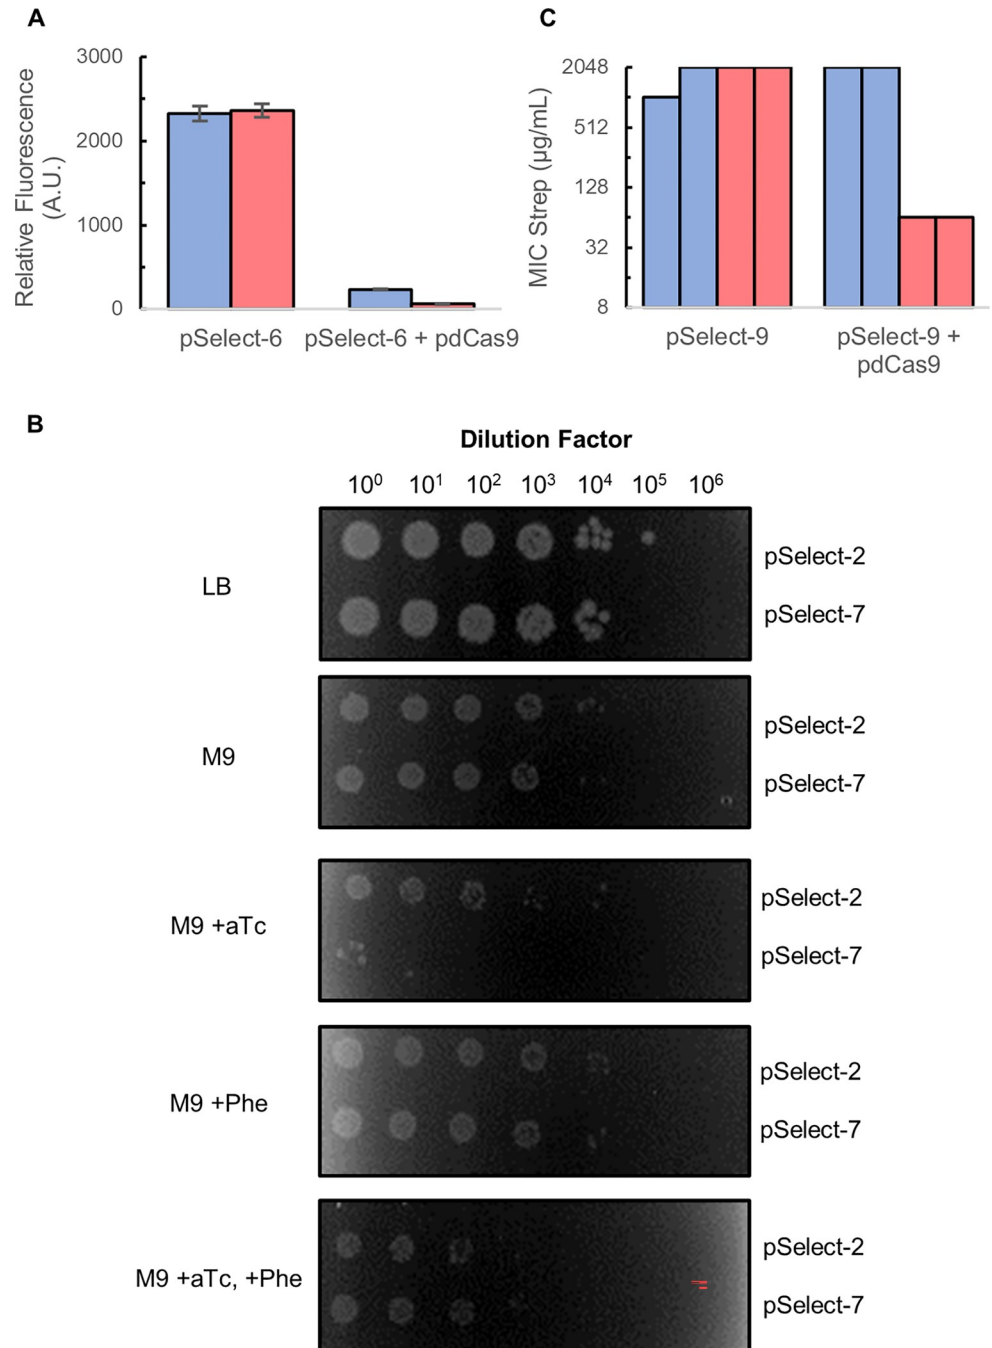 A
3000
2000
1000
0
Relative Fluorescence
(A.U.)
pSelect-6
pSelect-6 + pdCas9
C
2048
512
128
32
8
MIC Strep (µg/mL)
pSelect-9
pSelect-9 +
pdCas9
B
Dilution Factor
10⁰ 10¹ 10² 10³ 10⁴ 10⁵ 10⁶
LB
pSelect-2
pSelect-7
M9
pSelect-2
pSelect-7
M9 +aTc
pSelect-2
pSelect-7
M9 +Phe
pSelect-2
pSelect-7
M9 +aTc, +Phe
pSelect-2
pSelect-7